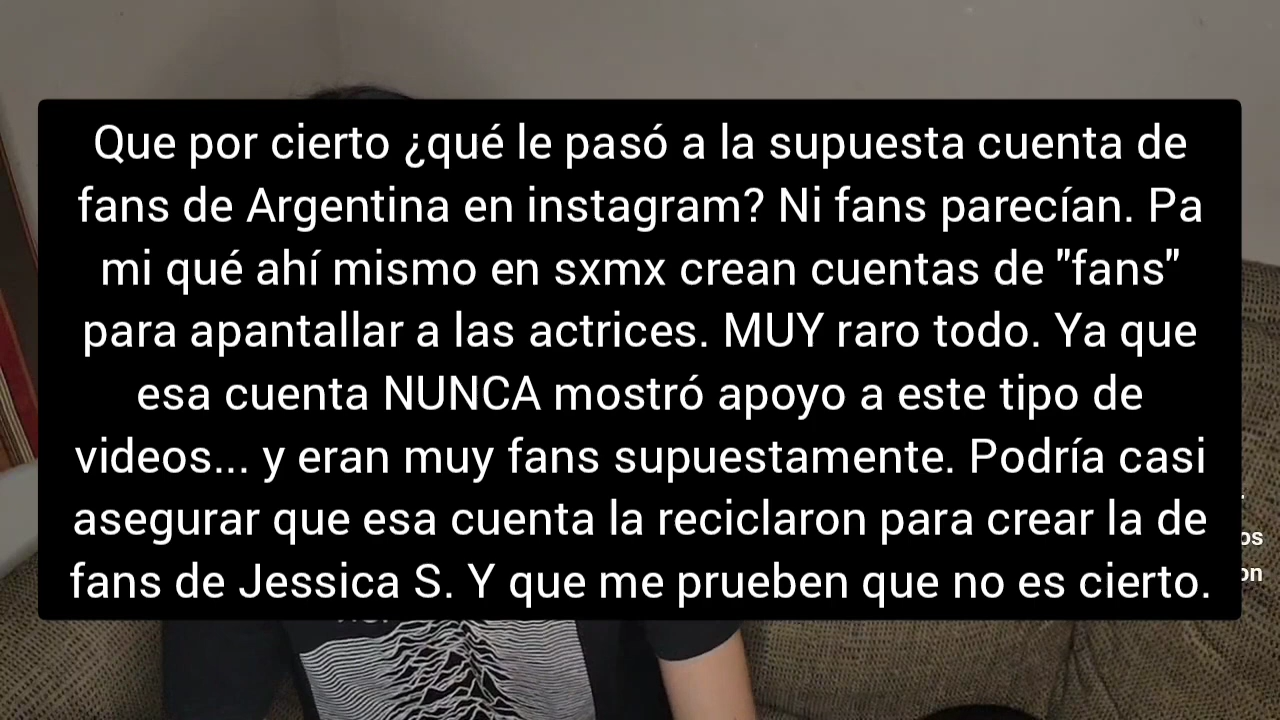 Que por cierto ¿qué le pasó a la supuesta cuenta de
fans de Argentina en instagram? Ni fans parecían. Pa
mi qué ahí mismo en sxmx crean cuentas de "fans"
para apantallar a las actrices. MUY raro todo. Ya que
esa cuenta NUNCA mostró apoyo a este tipo de
videos... y eran muy fans supuestamente. Podría casi
asegurar que esa cuenta la reciclaron para crear la de
fans de Jessica S. Y que me prueben que no es cierto.